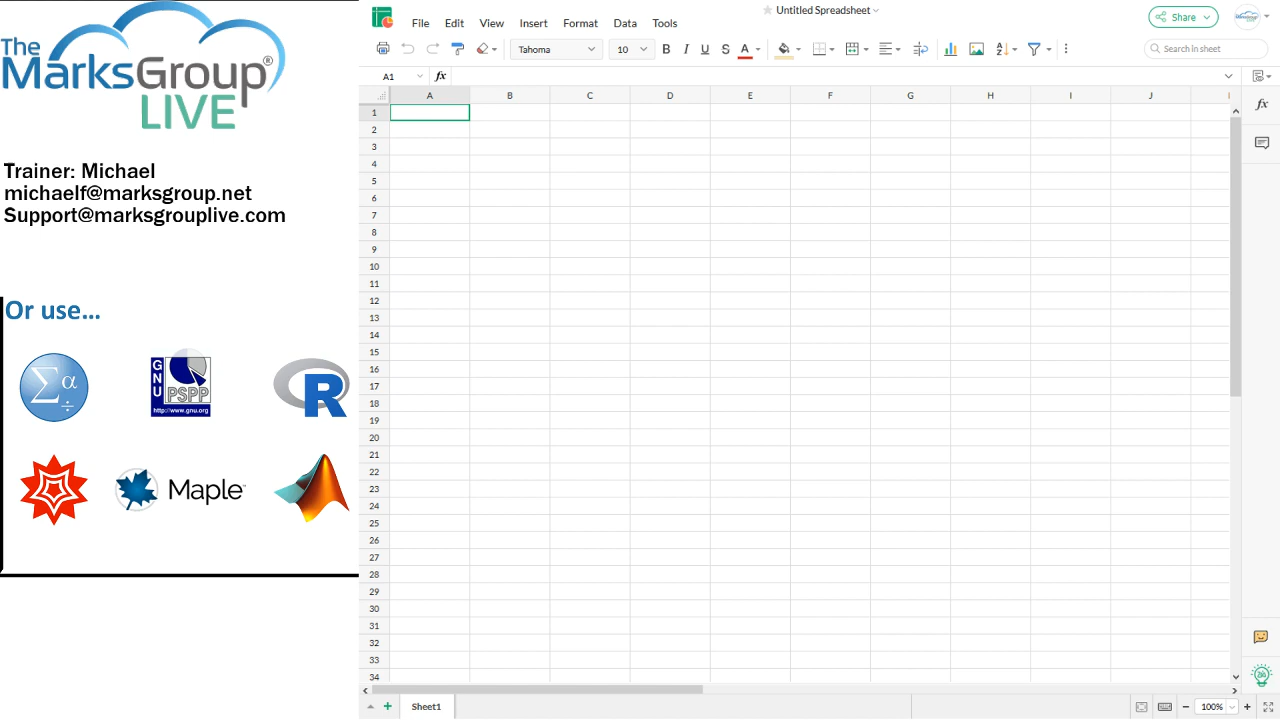 The
MarksGroup®
LIVE
Trainer: Michael
michaelf@marksgroup.net
Support@marksgrouplive.com
Or use...
Σα÷
GNU
PSPP
http://www.gnu.org
R
Maple™
File Edit View Insert Format Data Tools
Untitled Spreadsheet
Share
Tahoma 10 B I U S A
Search in sheet
A1 fx
A B C D E F G H I J
1
2
3
4
5
6
7
8
9
10
11
12
13
14
15
16
17
18
19
20
21
22
23
24
25
26
27
28
29
30
31
32
33
34
fx
Sheet1
100%